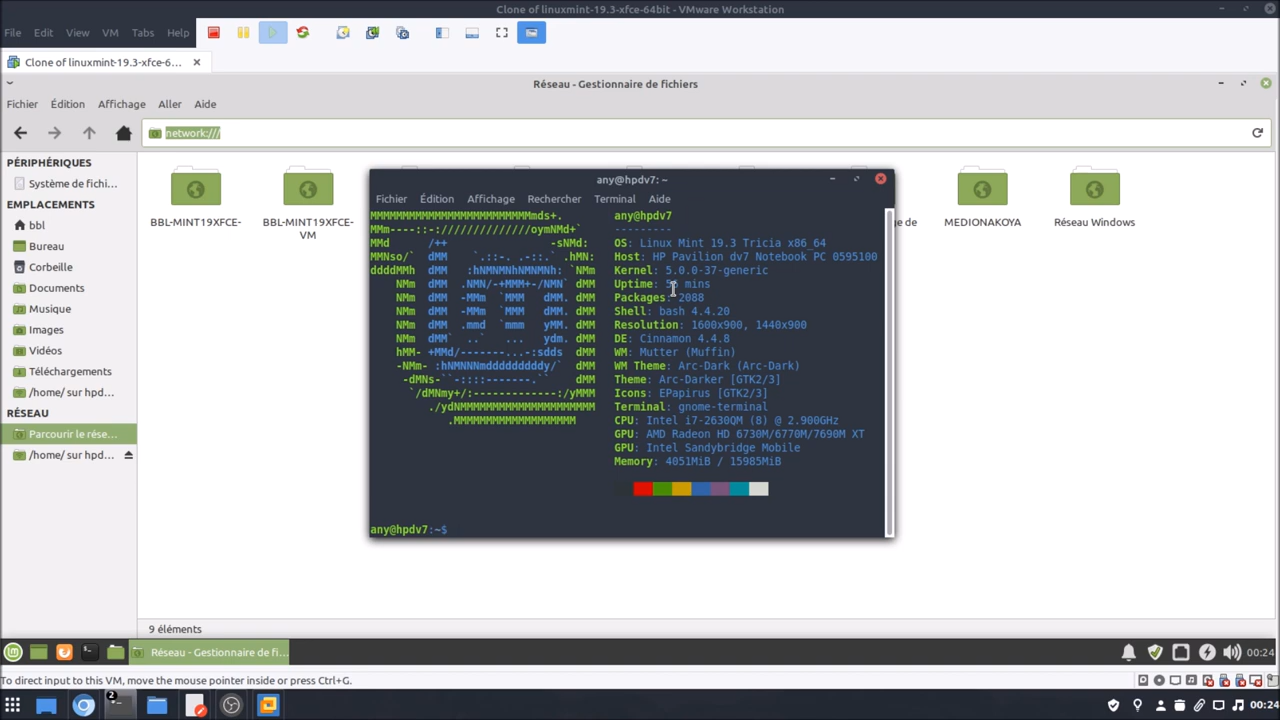 Clone of linuxmint-19.3-xfce-64bit - VMware Workstation
File Edit View VM Tabs Help
Clone of linuxmint-19.3-xfce-6...
Réseau - Gestionnaire de fichiers
Fichier Édition Affichage Aller Aide
network:///
PÉRIPHÉRIQUES
Système de fichi...
EMPLACEMENTS
bbl
Bureau
Corbeille
Documents
Musique
Images
Vidéos
Téléchargements
/home/ sur hpd...
RÉSEAU
Parcourir le rése...
/home/ sur hpd...
BBL-MINT19XFCE-
BBL-MINT19XFCE-
VM
ge de
MEDIONAKOYA
Réseau Windows
any@hpdv7: ~
Fichier Édition Affichage Rechercher Terminal Aide
any@hpdv7
---------
OS: Linux Mint 19.3 Tricia x86_64
Host: HP Pavilion dv7 Notebook PC 0595100
Kernel: 5.0.0-37-generic
Uptime: mins
Packages: 2088
Shell: bash 4.4.20
Resolution: 1600x900, 1440x900
DE: Cinnamon 4.4.8
WM: Mutter (Muffin)
WM Theme: Arc-Dark (Arc-Dark)
Theme: Arc-Darker [GTK2/3]
Icons: EPapirus [GTK2/3]
Terminal: gnome-terminal
CPU: Intel i7-2630QM (8) @ 2.900GHz
GPU: AMD Radeon HD 6730M/6770M/7690M XT
GPU: Intel Sandybridge Mobile
Memory: 4051MiB / 15985MiB
any@hpdv7:~$
9 éléments
Réseau - Gestionnaire de fi...
00:24
To direct input to this VM, move the mouse pointer inside or press Ctrl+G.
2
00:24